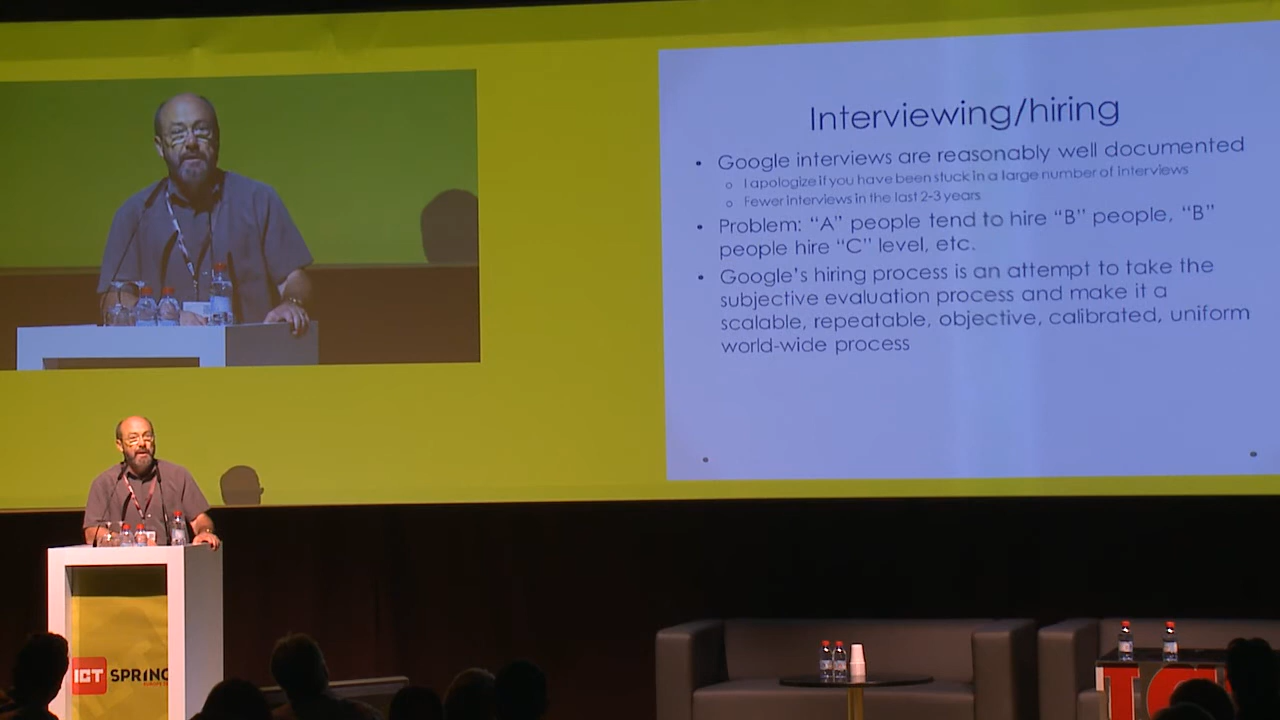 Interviewing/hiring
• Google interviews are reasonably well documented
o I apologize if you have been stuck in a large number of interviews
o Fewer interviews in the last 2-3 years
• Problem: “A” people tend to hire “B” people, “B”
people hire “C” level, etc.
• Google’s hiring process is an attempt to take the
subjective evaluation process and make it a
scalable, repeatable, objective, calibrated, uniform
world-wide process
ICT SPRING